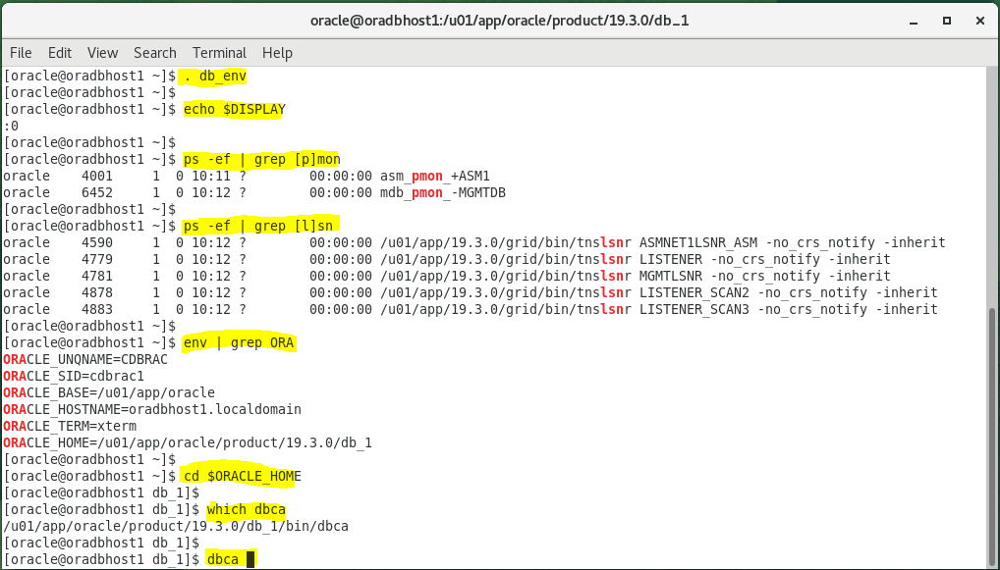 oracle@oradbhost1:/u01/app/oracle/product/19.3.0/db_1
File Edit View Search Terminal Help
[oracle@oradbhost1 ~]$ . db_env
[oracle@oradbhost1 ~]$
[oracle@oradbhost1 ~]$ echo $DISPLAY
:0
[oracle@oradbhost1 ~]$
[oracle@oradbhost1 ~]$ ps -ef | grep [p]mon
oracle    4001     1  0 10:11 ?        00:00:00 asm_pmon_+ASM1
oracle    6452     1  0 10:12 ?        00:00:00 mdb_pmon_-MGMTDB
[oracle@oradbhost1 ~]$
[oracle@oradbhost1 ~]$ ps -ef | grep [l]sn
oracle    4590     1  0 10:12 ?        00:00:00 /u01/app/19.3.0/grid/bin/tnslsnr ASMNET1LSNR_ASM -no_crs_notify -inherit
oracle    4779     1  0 10:12 ?        00:00:00 /u01/app/19.3.0/grid/bin/tnslsnr LISTENER -no_crs_notify -inherit
oracle    4781     1  0 10:12 ?        00:00:00 /u01/app/19.3.0/grid/bin/tnslsnr MGMTLSNR -no_crs_notify -inherit
oracle    4878     1  0 10:12 ?        00:00:00 /u01/app/19.3.0/grid/bin/tnslsnr LISTENER_SCAN2 -no_crs_notify -inherit
oracle    4883     1  0 10:12 ?        00:00:00 /u01/app/19.3.0/grid/bin/tnslsnr LISTENER_SCAN3 -no_crs_notify -inherit
[oracle@oradbhost1 ~]$
[oracle@oradbhost1 ~]$ env | grep ORA
ORACLE_UNQNAME=CDBRAC
ORACLE_SID=cdbrac1
ORACLE_BASE=/u01/app/oracle
ORACLE_HOSTNAME=oradbhost1.localdomain
ORACLE_TERM=xterm
ORACLE_HOME=/u01/app/oracle/product/19.3.0/db_1
[oracle@oradbhost1 ~]$
[oracle@oradbhost1 ~]$ cd $ORACLE_HOME
[oracle@oradbhost1 db_1]$
[oracle@oradbhost1 db_1]$ which dbca
/u01/app/oracle/product/19.3.0/db_1/bin/dbca
[oracle@oradbhost1 db_1]$
[oracle@oradbhost1 db_1]$ dbca